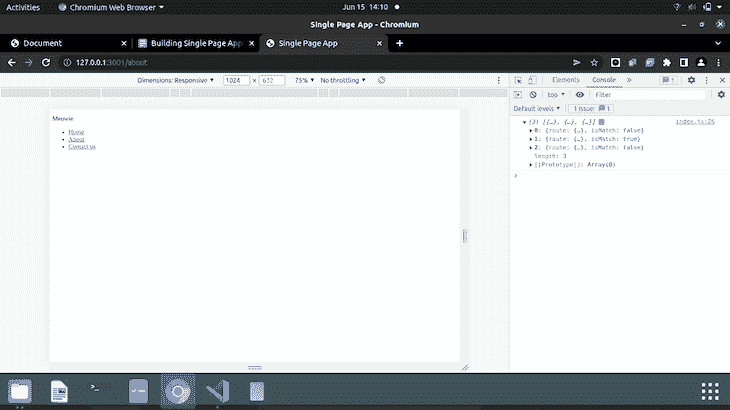 Activities Chromium Web Browser Jun 15 14:10
Single Page App - Chromium
Document Building Single Page App Single Page App
127.0.0.1:3001/about
Dimensions: Responsive 1024 × 632 75% No throttling
Elements Console » 1
top Filter
Default levels 1 Issue: 1
Meowie
Home
About
Contact us
(3) [{…}, {…}, {…}] index.js:26
0: {route: {…}, isMatch: false}
1: {route: {…}, isMatch: true}
2: {route: {…}, isMatch: false}
length: 3
[[Prototype]]: Array(0)